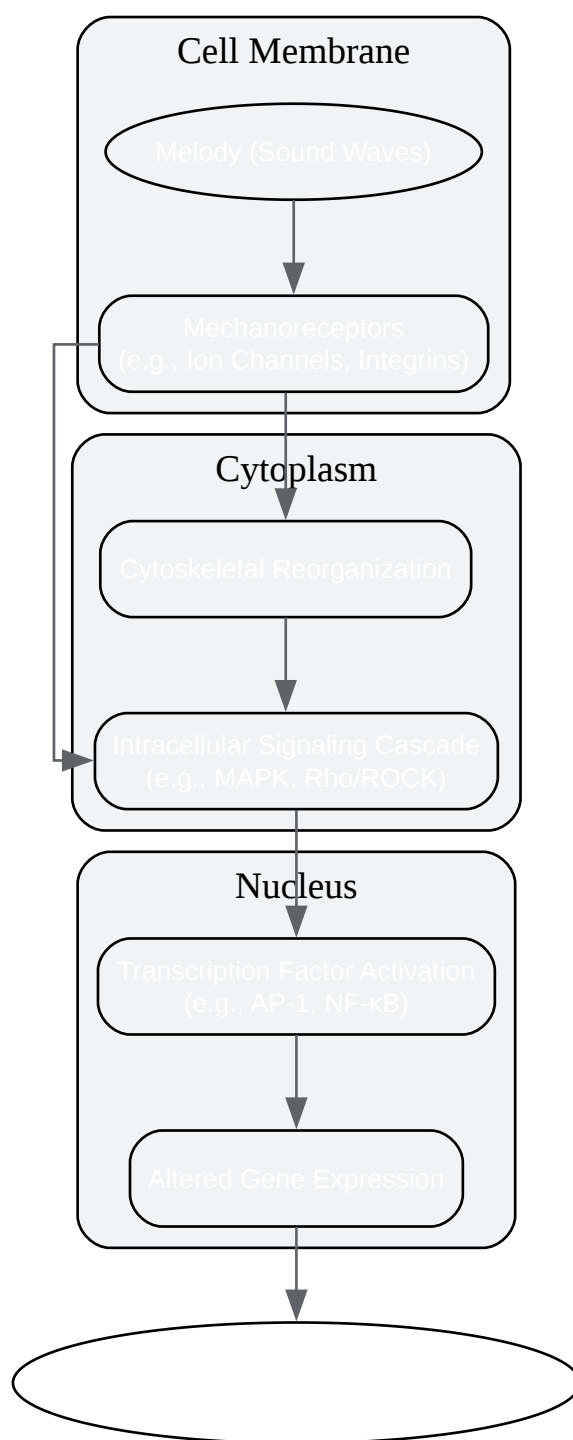 Cell Membrane
Melody (Sound Waves)
Mechanoreceptors
(e.g., Ion Channels, Integrins)
Cytoplasm
Cytoskeletal Reorganization
Intracellular Signaling Cascade
(e.g., MAPK, Rho/ROCK)
Nucleus
Transcription Factor Activation
(e.g., AP-1, NF-κB)
Altered Gene Expression